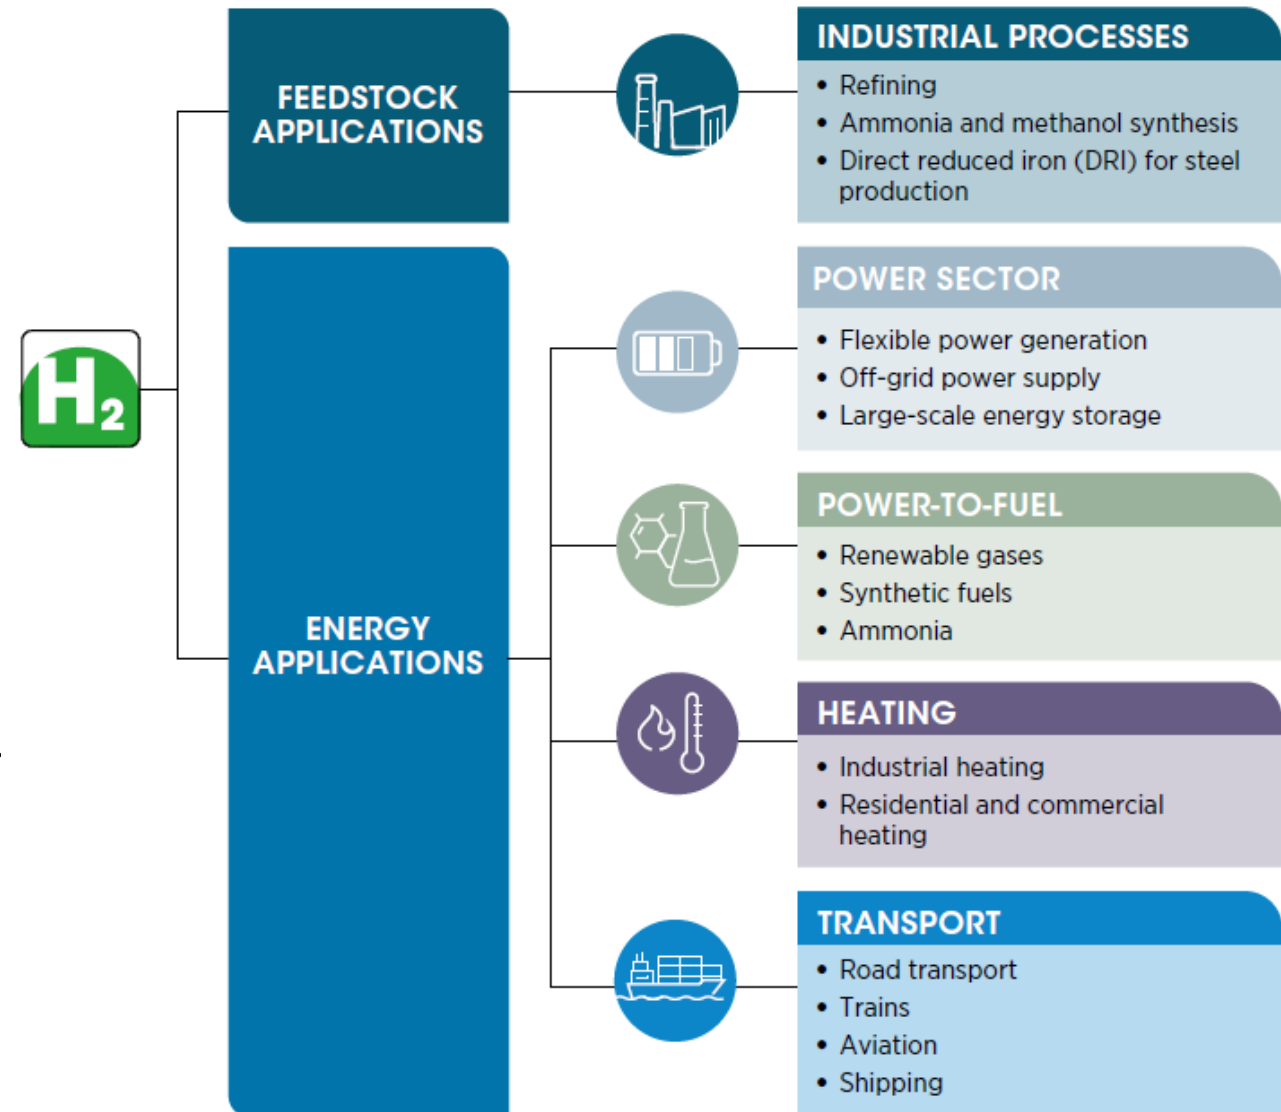 H2
FEEDSTOCK
APPLICATIONS
INDUSTRIAL PROCESSES
• Refining
• Ammonia and methanol synthesis
• Direct reduced iron (DRI) for steel
production
ENERGY
APPLICATIONS
POWER SECTOR
• Flexible power generation
• Off-grid power supply
• Large-scale energy storage
POWER-TO-FUEL
• Renewable gases
• Synthetic fuels
• Ammonia
HEATING
• Industrial heating
• Residential and commercial
heating
TRANSPORT
• Road transport
• Trains
• Aviation
• Shipping